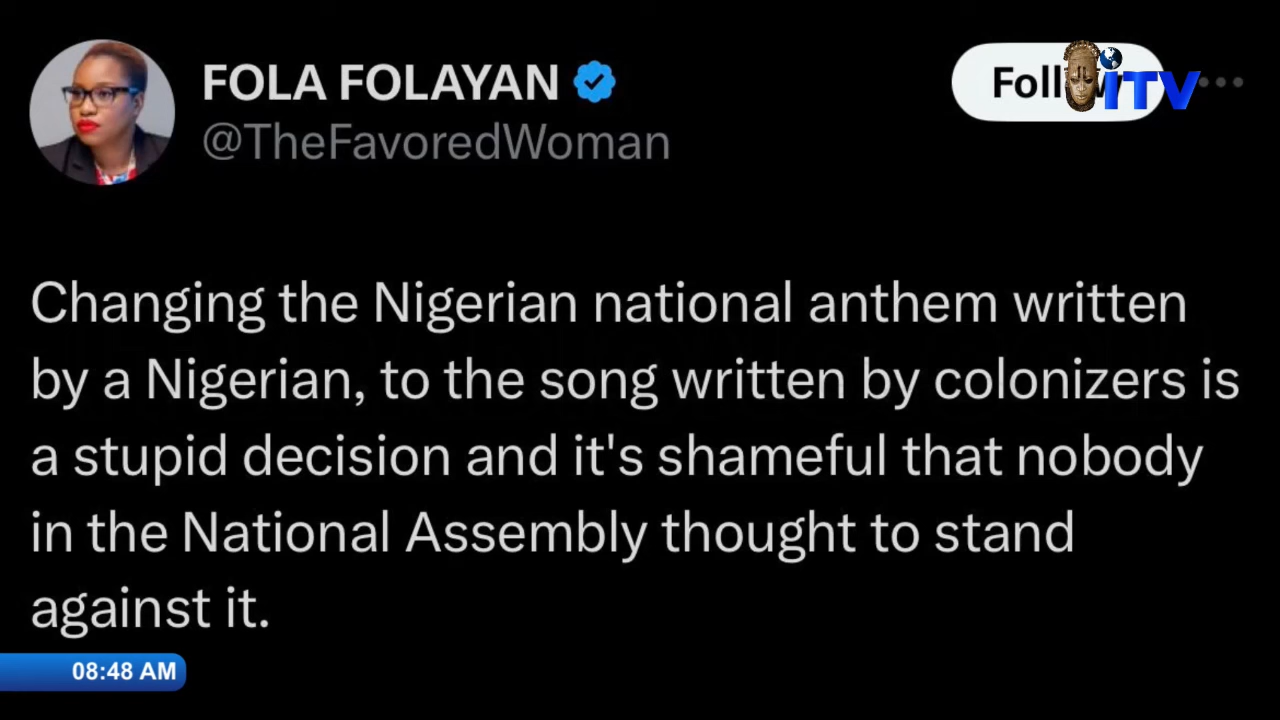 FOLA FOLAYAN
@TheFavoredWoman
iTV
Changing the Nigerian national anthem written
by a Nigerian, to the song written by colonizers is
a stupid decision and it's shameful that nobody
in the National Assembly thought to stand
against it.
08:48 AM